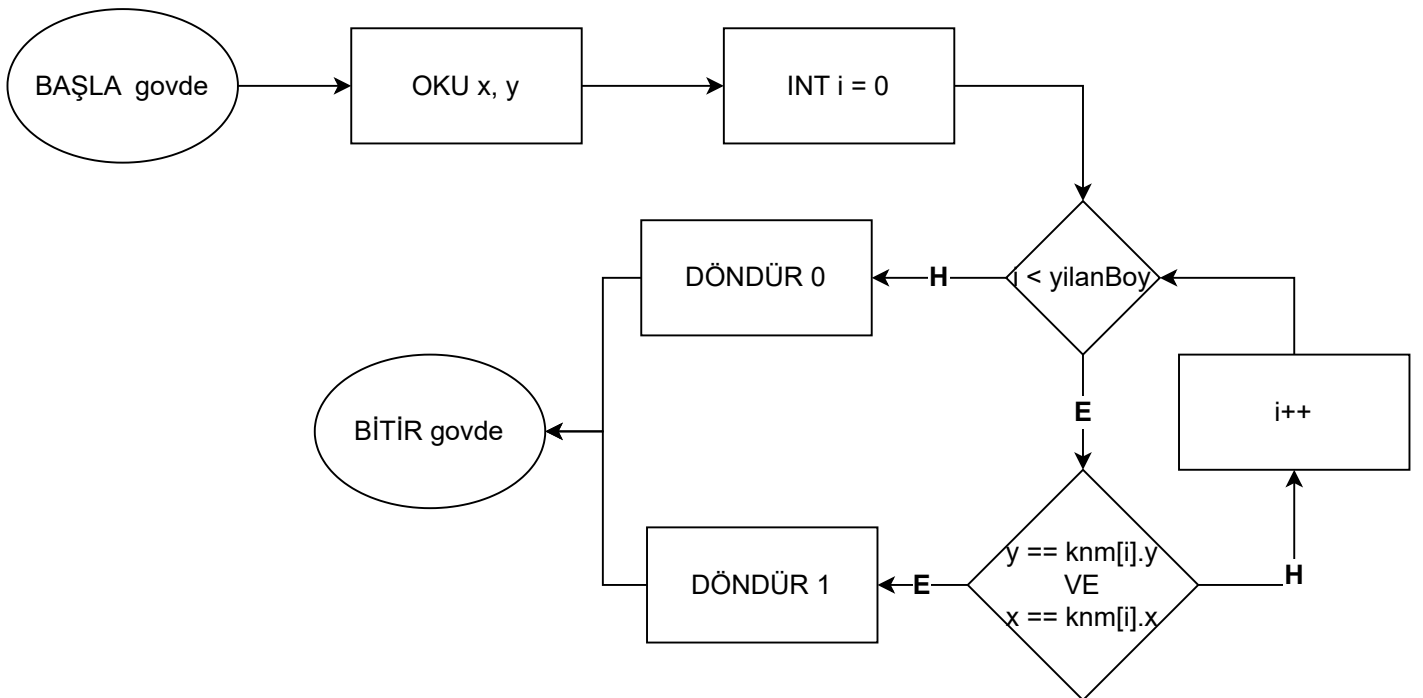 BAŞLA govde
OKU x, y
INT i = 0
i < yilanBoy
H
DÖNDÜR 0
E
i++
BİTİR govde
y == knm[i].y
VE
x == knm[i].x
E
DÖNDÜR 1
H